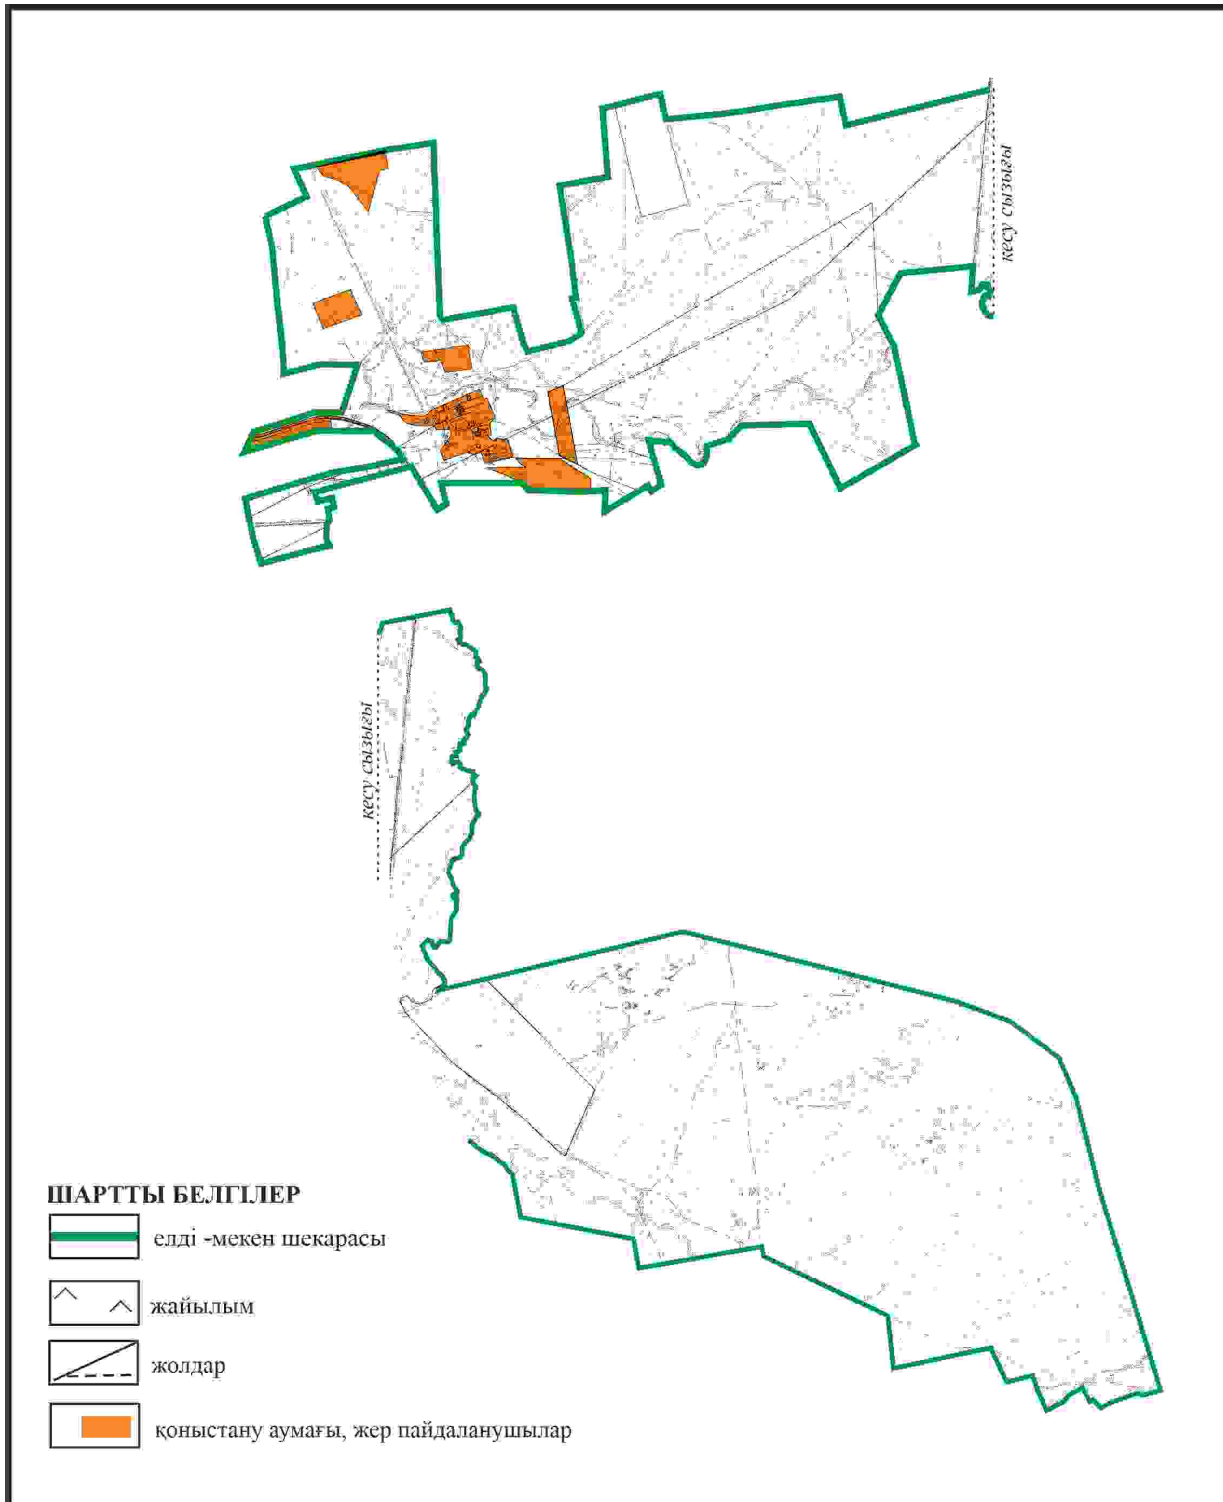 кесу сызығы
кесу сызығы
ШАРТТЫ БЕЛГІЛЕР
елді -мекен шекарасы
жайылым
жолдар
қоныстану аумағы, жер пайдаланушылар